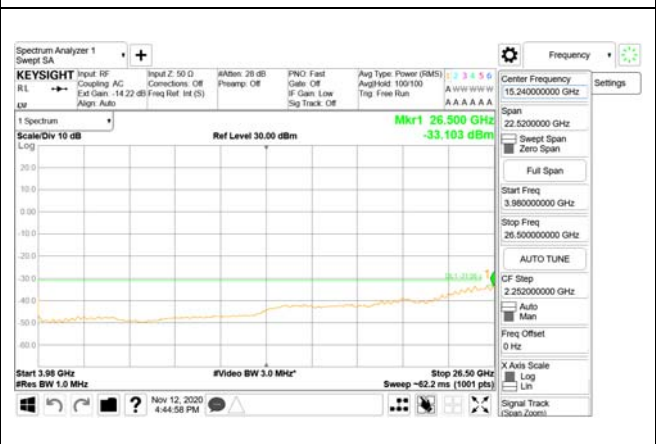 Spectrum Analyzer 1
Swept SA
Frequency
KEYSIGHT Input: RF
RL Coupling: AC
Ext Gain: -14.22 dB
Align: Auto
Input Z: 50 Ω
Corrections: Off
Freq Ref: Int (S)
#Atten: 28 dB
Preamp: Off
PNO: Fast
Gate: Off
IF Gain: Low
Sig Track: Off
Avg Type: Power (RMS)
Avg|Hold: 100/100
Trig: Free Run
1 2 3 4 5 6
A W W W W W
A A A A A A
1 Spectrum
Scale/Div 10 dB
Ref Level 30.00 dBm
Mkr1 26.500 GHz
-33.103 dBm
Log
20.0
10.0
0.00
-10.0
-20.0
-30.0
-40.0
-50.0
-60.0
1
Start 3.98 GHz
#Video BW 3.0 MHz*
Stop 26.50 GHz
#Res BW 1.0 MHz
Sweep ~62.2 ms (1001 pts)
Nov 12, 2020
4:44:58 PM
Center Frequency
15.240000000 GHz
Settings
Span
22.5200000 GHz
Swept Span
Zero Span
Full Span
Start Freq
3.980000000 GHz
Stop Freq
26.500000000 GHz
AUTO TUNE
CF Step
2.252000000 GHz
Auto
Man
Freq Offset
0 Hz
X Axis Scale
Log
Lin
Signal Track
(Span Zoom)